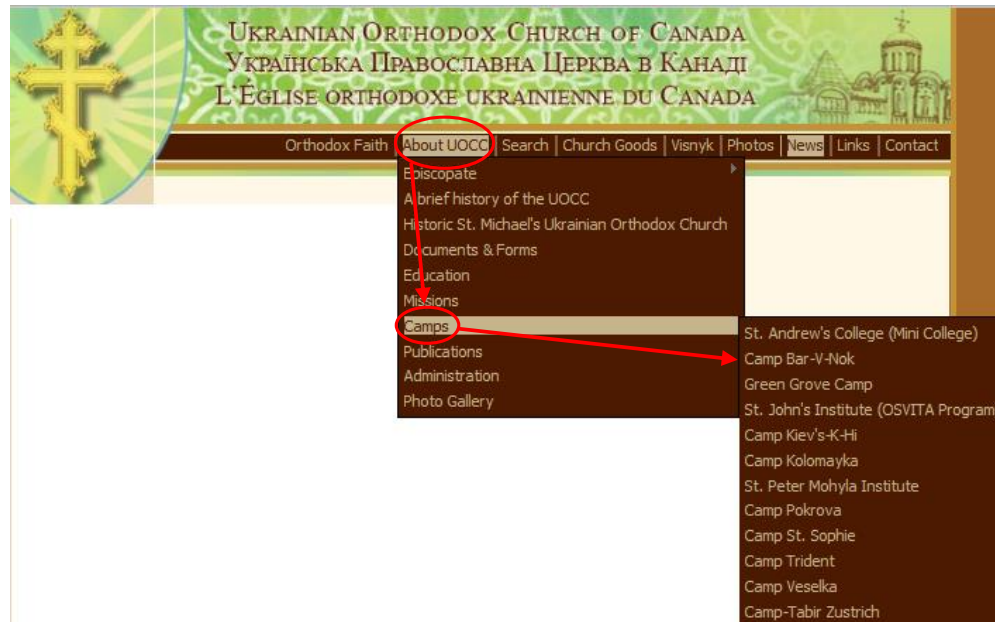 Ukrainian Orthodox Church of Canada
Українська Православна Церква в Канаді
L'Église orthodoxe ukrainienne du Canada
Orthodox Faith | About UOCC | Search | Church Goods | Visnyk | Photos | News | Links | Contact
Episcopate
A brief history of the UOCC
Historic St. Michael's Ukrainian Orthodox Church
Documents & Forms
Education
Missions
Camps
Publications
Administration
Photo Gallery
St. Andrew's College (Mini College)
Camp Bar-V-Nok
Green Grove Camp
St. John's Institute (OSVITA Program
Camp Kiev's-K-Hi
Camp Kolomayka
St. Peter Mohyla Institute
Camp Pokrova
Camp St. Sophie
Camp Trident
Camp Veselka
Camp-Tabir Zustrich